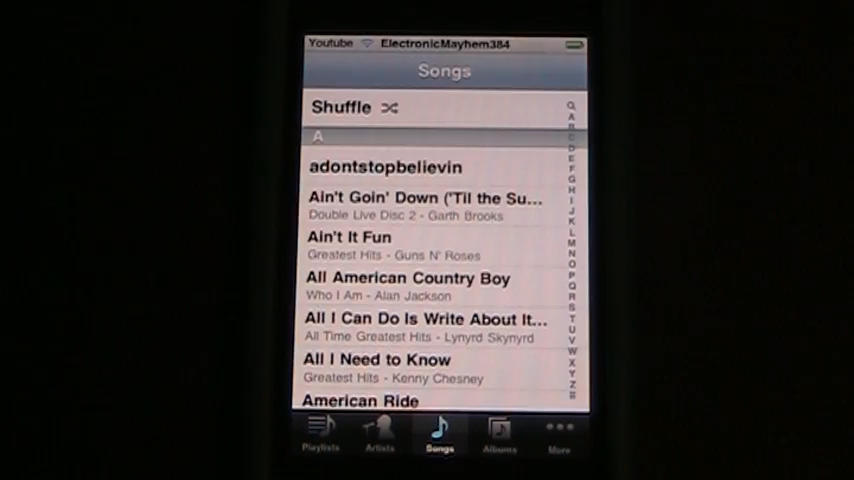 Youtube ElectronicMayhem384
Songs
Shuffle
A
adontstopbelievin
Ain't Goin' Down ('Til the Su...
Double Live Disc 2 - Garth Brooks
Ain't It Fun
Greatest Hits - Guns N' Roses
All American Country Boy
Who I Am - Alan Jackson
All I Can Do Is Write About It...
All Time Greatest Hits - Lynyrd Skynyrd
All I Need to Know
Greatest Hits - Kenny Chesney
American Ride
A
B
C
D
E
F
G
H
I
J
K
L
M
N
O
P
Q
R
S
T
U
V
W
X
Y
Z
#
Playlists
Artists
Songs
Albums
More